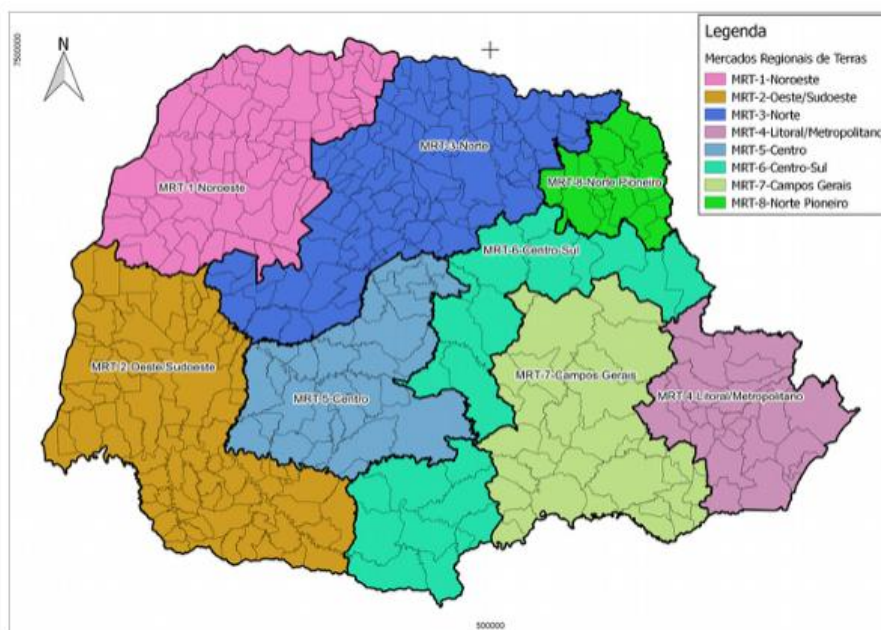 7500000
N
Legenda
Mercados Regionais de Terras
MRT-1-Noroeste
MRT-2-Oeste/Sudoeste
MRT-3-Norte
MRT-4-Litoral/Metropolitano
MRT-5-Centro
MRT-6-Centro-Sul
MRT-7-Campos Gerais
MRT-8-Norte Pioneiro
MRT-3-Norte
MRT-1-Noroeste
MRT-8-Norte Pioneiro
MRT-6-Centro-Sul
MRT-2-Oeste/Sudoeste
MRT-7-Campos Gerais
MRT-5-Centro
MRT-4-Litoral/Metropolitano
500000